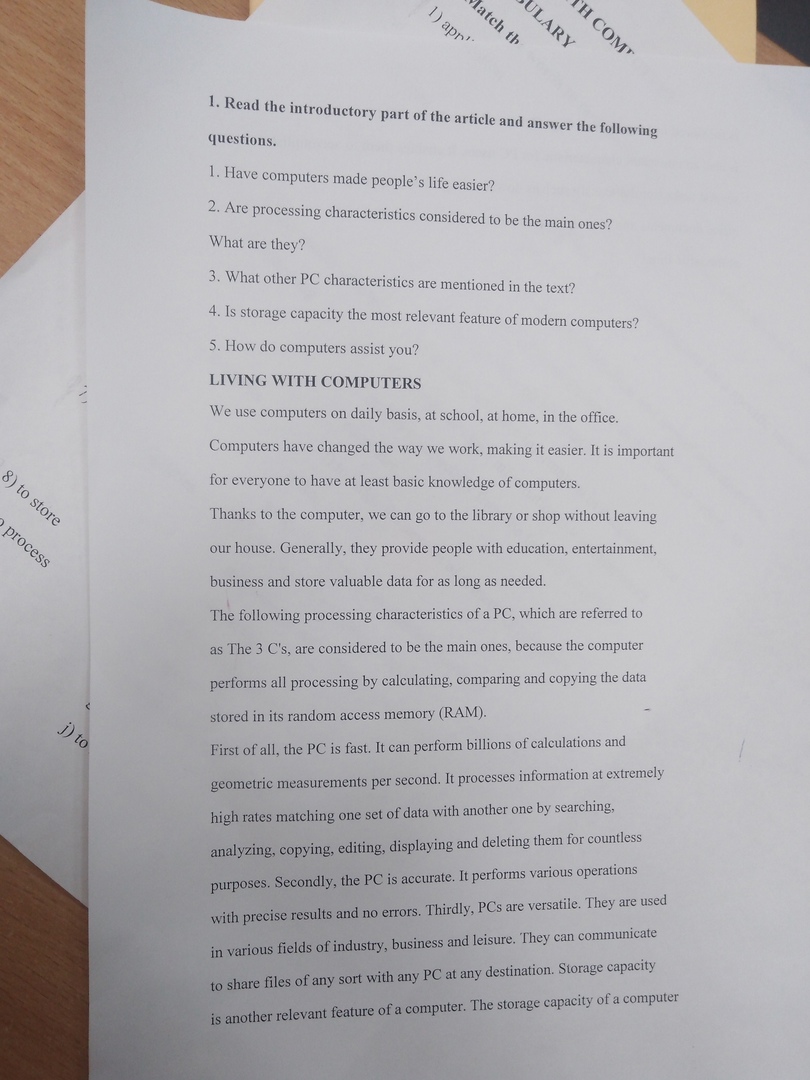 Match th
BULARY
TH COM
1. Read the introductory part of the article and answer the following
questions.
1. Have computers made people's life easier?
2. Are processing characteristics considered to be the main ones?
What are they?
3. What other PC characteristics are mentioned in the text?
4. Is storage capacity the most relevant feature of modern computers?
5. How do computers assist you?
LIVING WITH COMPUTERS
We use computers on daily basis, at school, at home, in the office.
Computers have changed the way we work, making it easier. It is important
for everyone to have at least basic knowledge of computers.
Thanks to the computer, we can go to the library or shop without leaving
our house. Generally, they provide people with education, entertainment,
business and store valuable data for as long as needed.
The following processing characteristics of a PC, which are referred to
as The 3 C's, are considered to be the main ones, because the computer
performs all processing by calculating, comparing and copying the data
stored in its random access memory (RAM).
First of all, the PC is fast. It can perform billions of calculations and
geometric measurements per second. It processes information at extremely
high rates matching one set of data with another one by searching,
analyzing, copying, editing, displaying and deleting them for countless
purposes. Secondly, the PC is accurate. It performs various operations
with precise results and no errors. Thirdly, PCs are versatile. They are used
in various fields of industry, business and leisure. They can communicate
to share files of any sort with any PC at any destination. Storage capacity
is another relevant feature of a computer. The storage capacity of a computer
8) to store
process
j) to